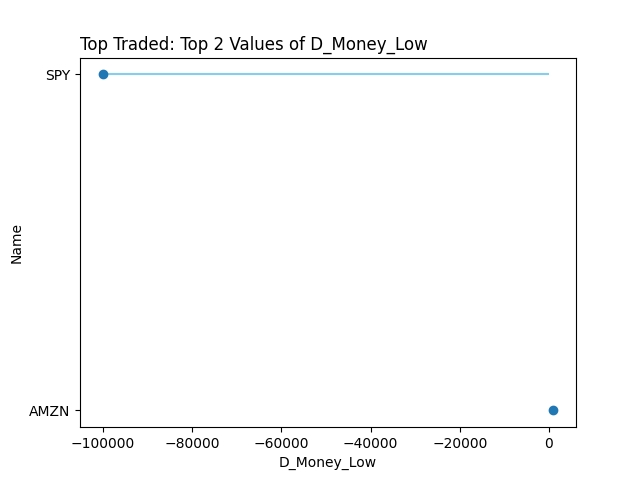 Top Traded: Top 2 Values of D_Money_Low
SPY
Name
AMZN
−100000 −80000 −60000 −40000 −20000 0
D_Money_Low